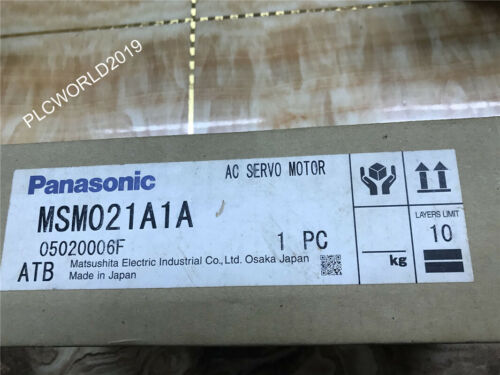 PLCWORLD2019
Panasonic
AC SERVO MOTOR
MSM021A1A
05020006F
1 PC
ATB
Matsushita Electric Industrial Co., Ltd. Osaka Japan
Made in Japan
kg
LAYERS LIMIT
10